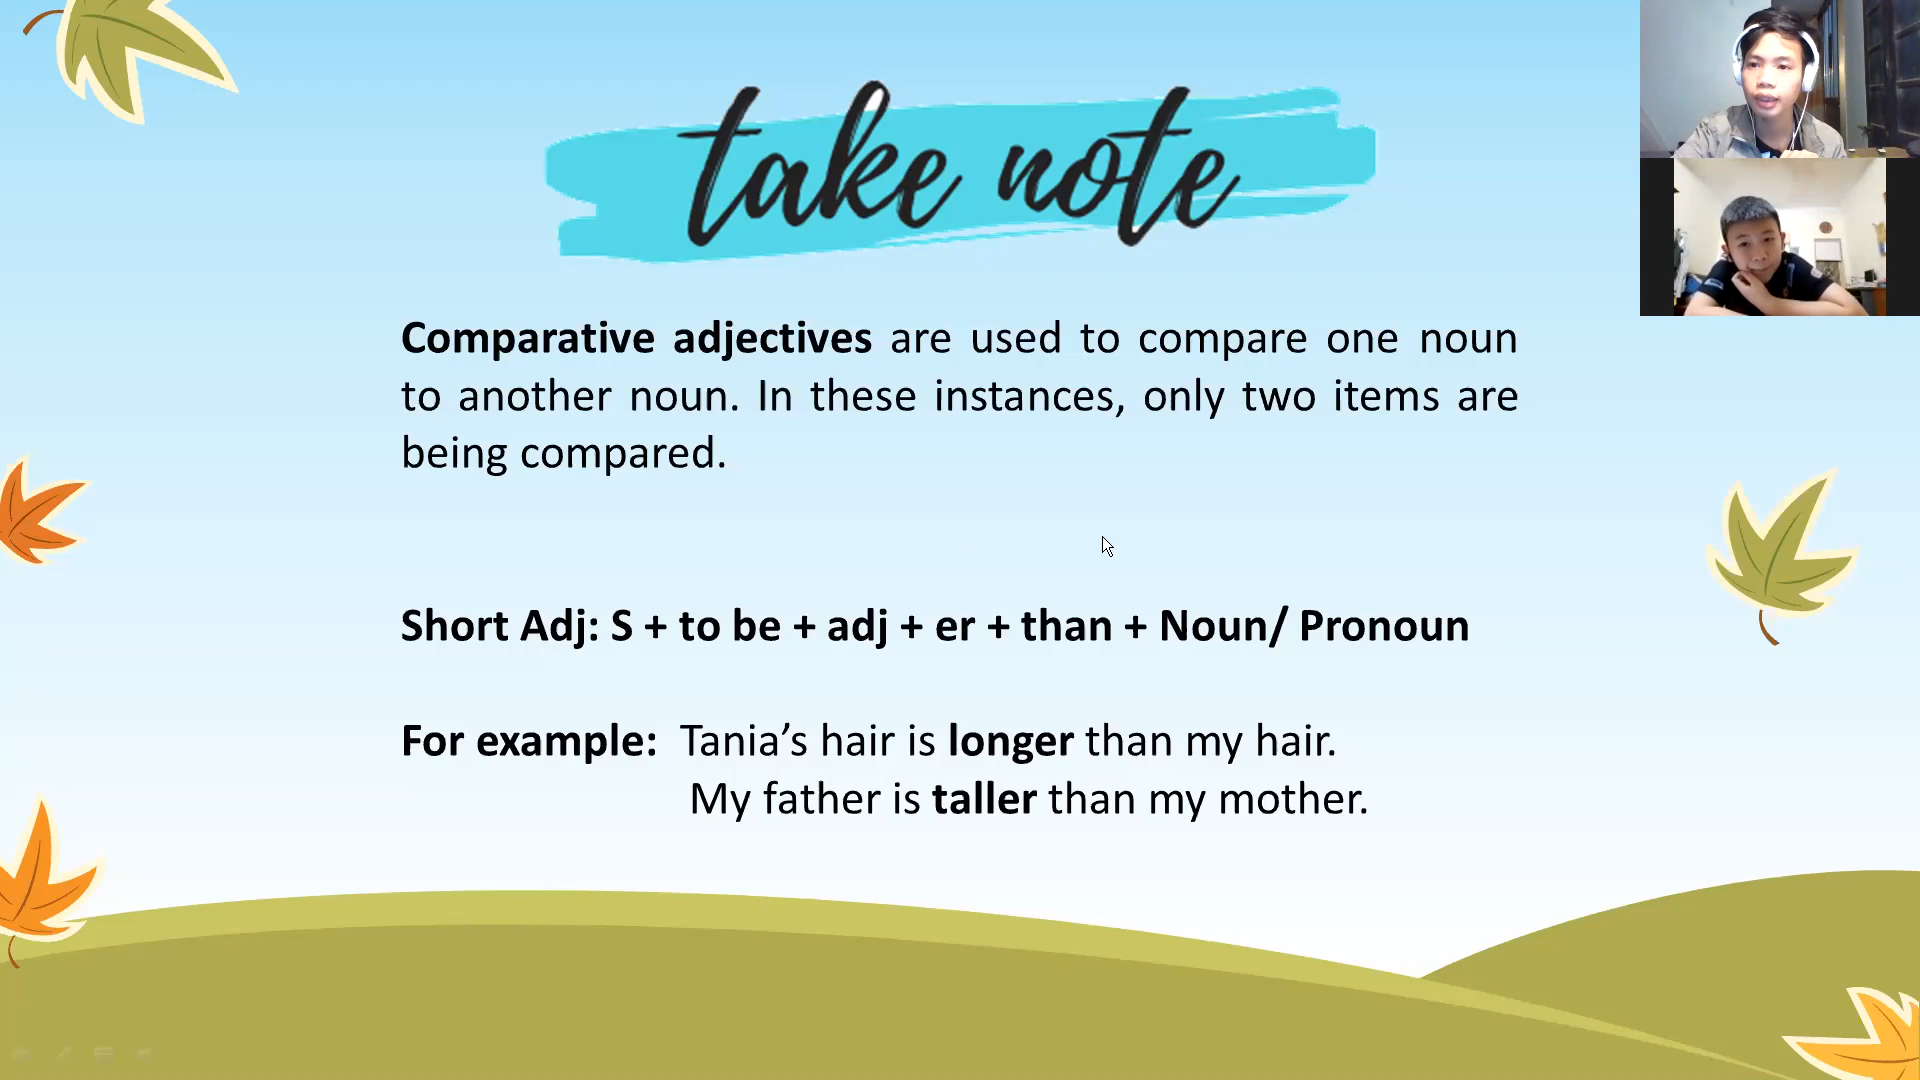 take note
Comparative adjectives are used to compare one noun
to another noun. In these instances, only two items are
being compared.
Short Adj: S + to be + adj + er + than + Noun/ Pronoun
For example: Tania’s hair is longer than my hair.
My father is taller than my mother.